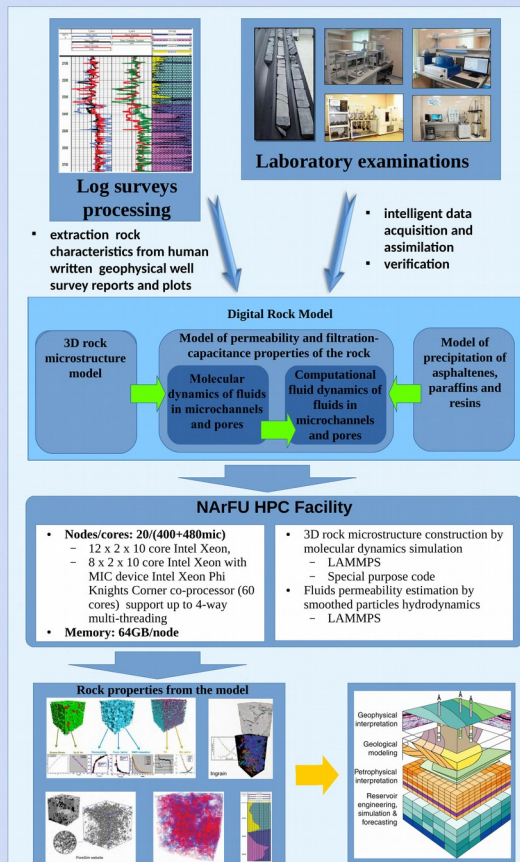 Log surveys
processing
Laboratory examinations
▪ extraction rock
characteristics from human
written geophysical well
survey reports and plots
▪ intelligent data
acquisition and
assimilation
▪ verification
Digital Rock Model
3D rock
microstructure
model
Model of permeability and filtration-
capacitance properties of the rock
Molecular
dynamics of fluids
in microchannels
and pores
Computational
fluid dynamics of
fluids in
microchannels
and pores
Model of
precipitation of
asphaltenes,
paraffins and
resins
NArFU HPC Facility
• Nodes/cores: 20/(400+480mic)
– 12 x 2 x 10 core Intel Xeon,
– 8 x 2 x 10 core Intel Xeon with
MIC device Intel Xeon Phi
Knights Corner co-processor (60
cores) support up to 4-way
multi-threading
• Memory: 64GB/node
• 3D rock microstructure construction by
molecular dynamics simulation
– LAMMPS
– Special purpose code
• Fluids permeability estimation by
smoothed particles hydrodynamics
– LAMMPS
Rock properties from the model
Ingrain
Geophysical
interpretation
Geological
modeling
Petrophysical
interpretation
Reservoir
engineering,
simulation &
forecasting